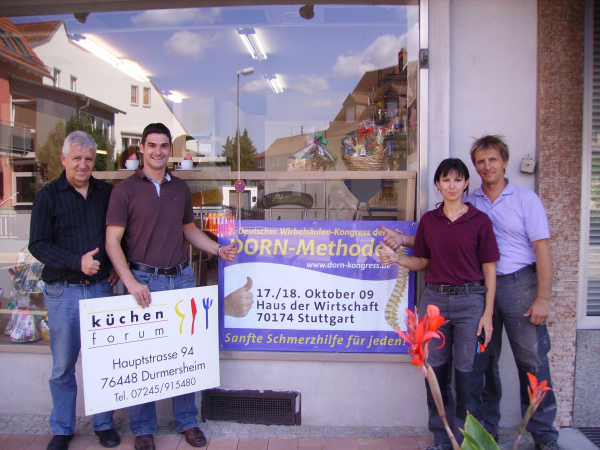 7. Deutscher Wirbelsäulen-Kongress der
DORN-Methode
www.dorn-kongress.de
17./18. Oktober 09
Haus der Wirtschaft
70174 Stuttgart
Sanfte Schmerzhilfe für jeden!
küchen
forum
Hauptstrasse 94
76448 Durmersheim
Tel. 07245/915480